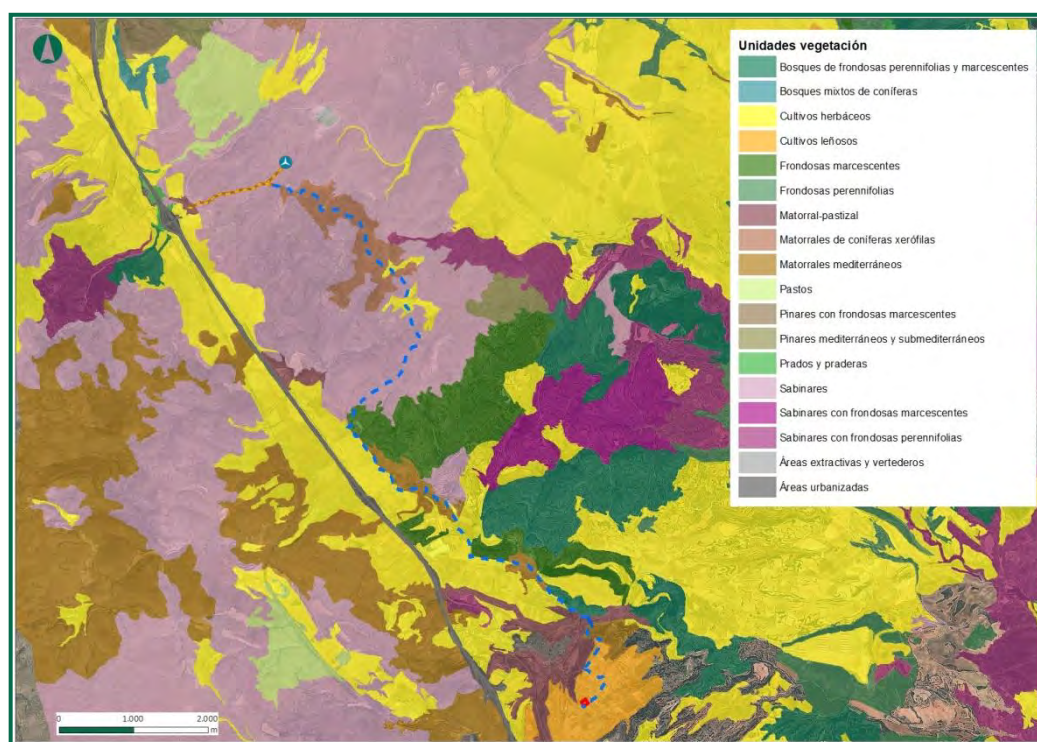 Unidades vegetación
Bosques de frondosas perennifolias y marcescentes
Bosques mixtos de coníferas
Cultivos herbáceos
Cultivos leñosos
Frondosas marcescentes
Frondosas perennifolias
Matorral-pastizal
Matorrales de coníferas xerófilas
Matorrales mediterráneos
Pastos
Pinares con frondosas marcescentes
Pinares mediterráneos y submediterráneos
Prados y praderas
Sabinares
Sabinares con frondosas marcescentes
Sabinares con frondosas perennifolias
Áreas extractivas y vertederos
Áreas urbanizadas
0 1.000 2.000
m